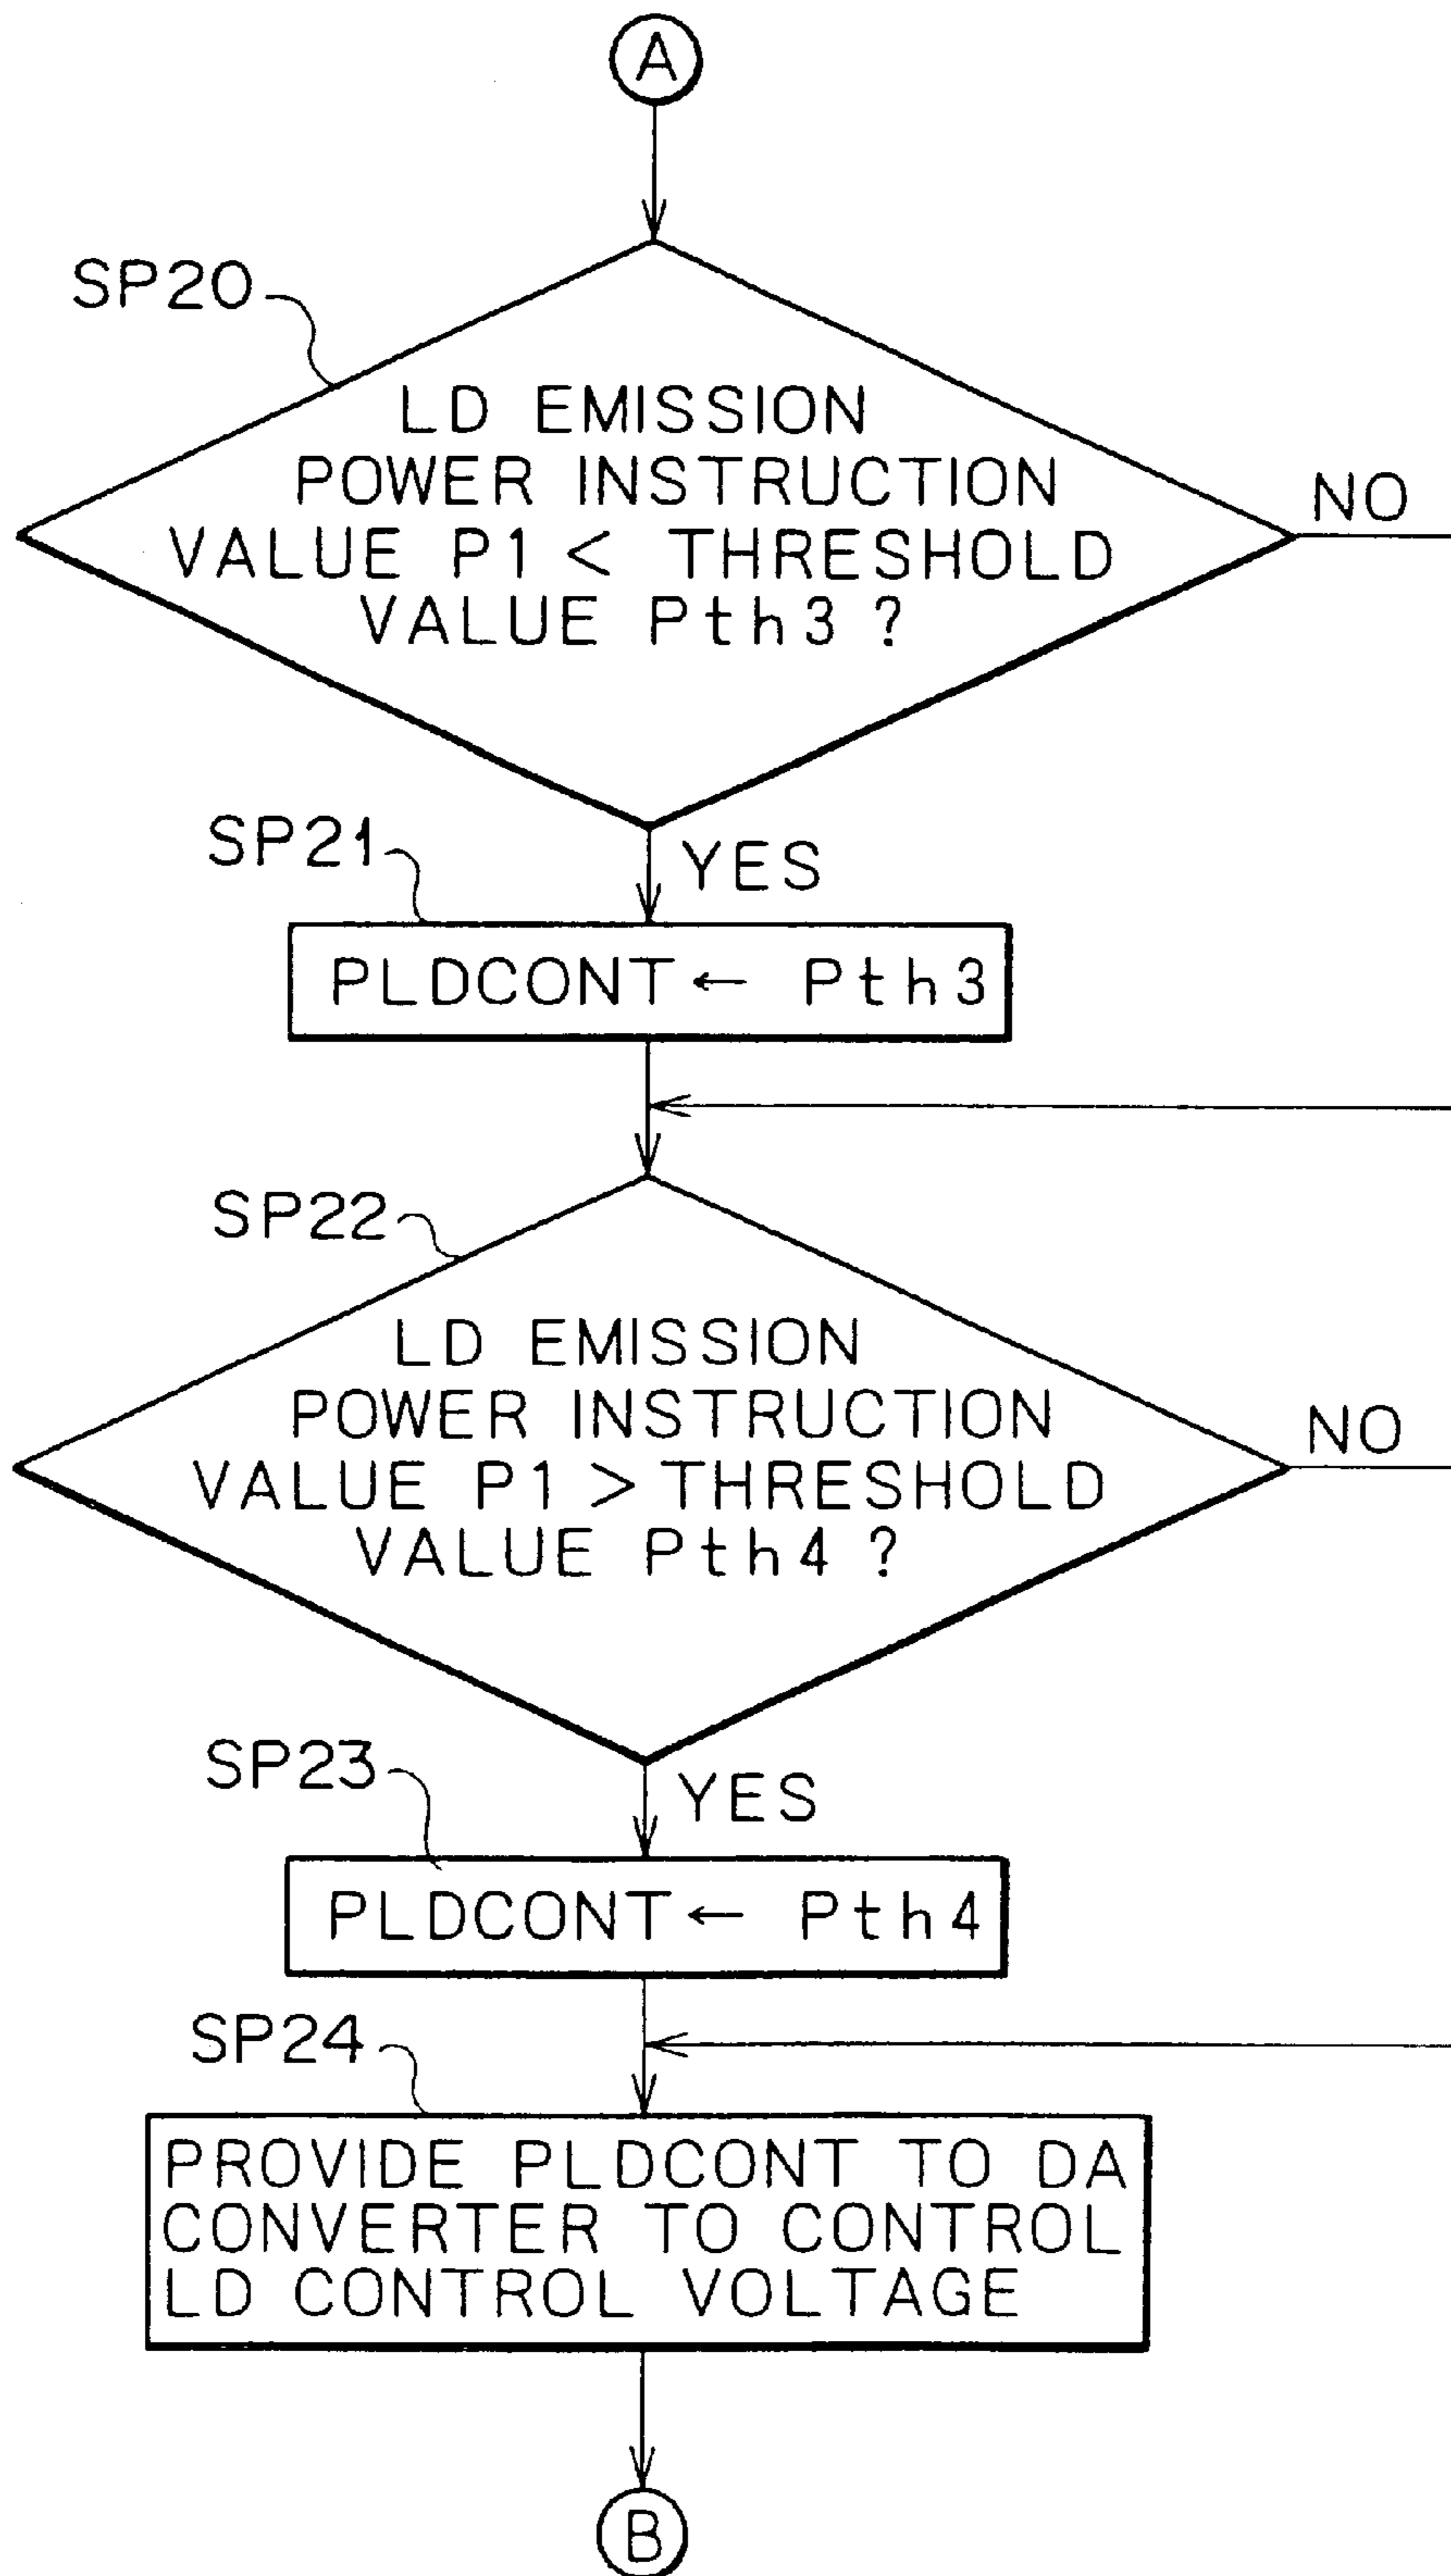 A
SP20
LD EMISSION
POWER INSTRUCTION
VALUE P1 < THRESHOLD
VALUE Pth3 ?
NO
SP21
YES
PLDCONT ← Pth3
SP22
LD EMISSION
POWER INSTRUCTION
VALUE P1 > THRESHOLD
VALUE Pth4 ?
NO
SP23
YES
PLDCONT ← Pth4
SP24
PROVIDE PLDCONT TO DA
CONVERTER TO CONTROL
LD CONTROL VOLTAGE
B